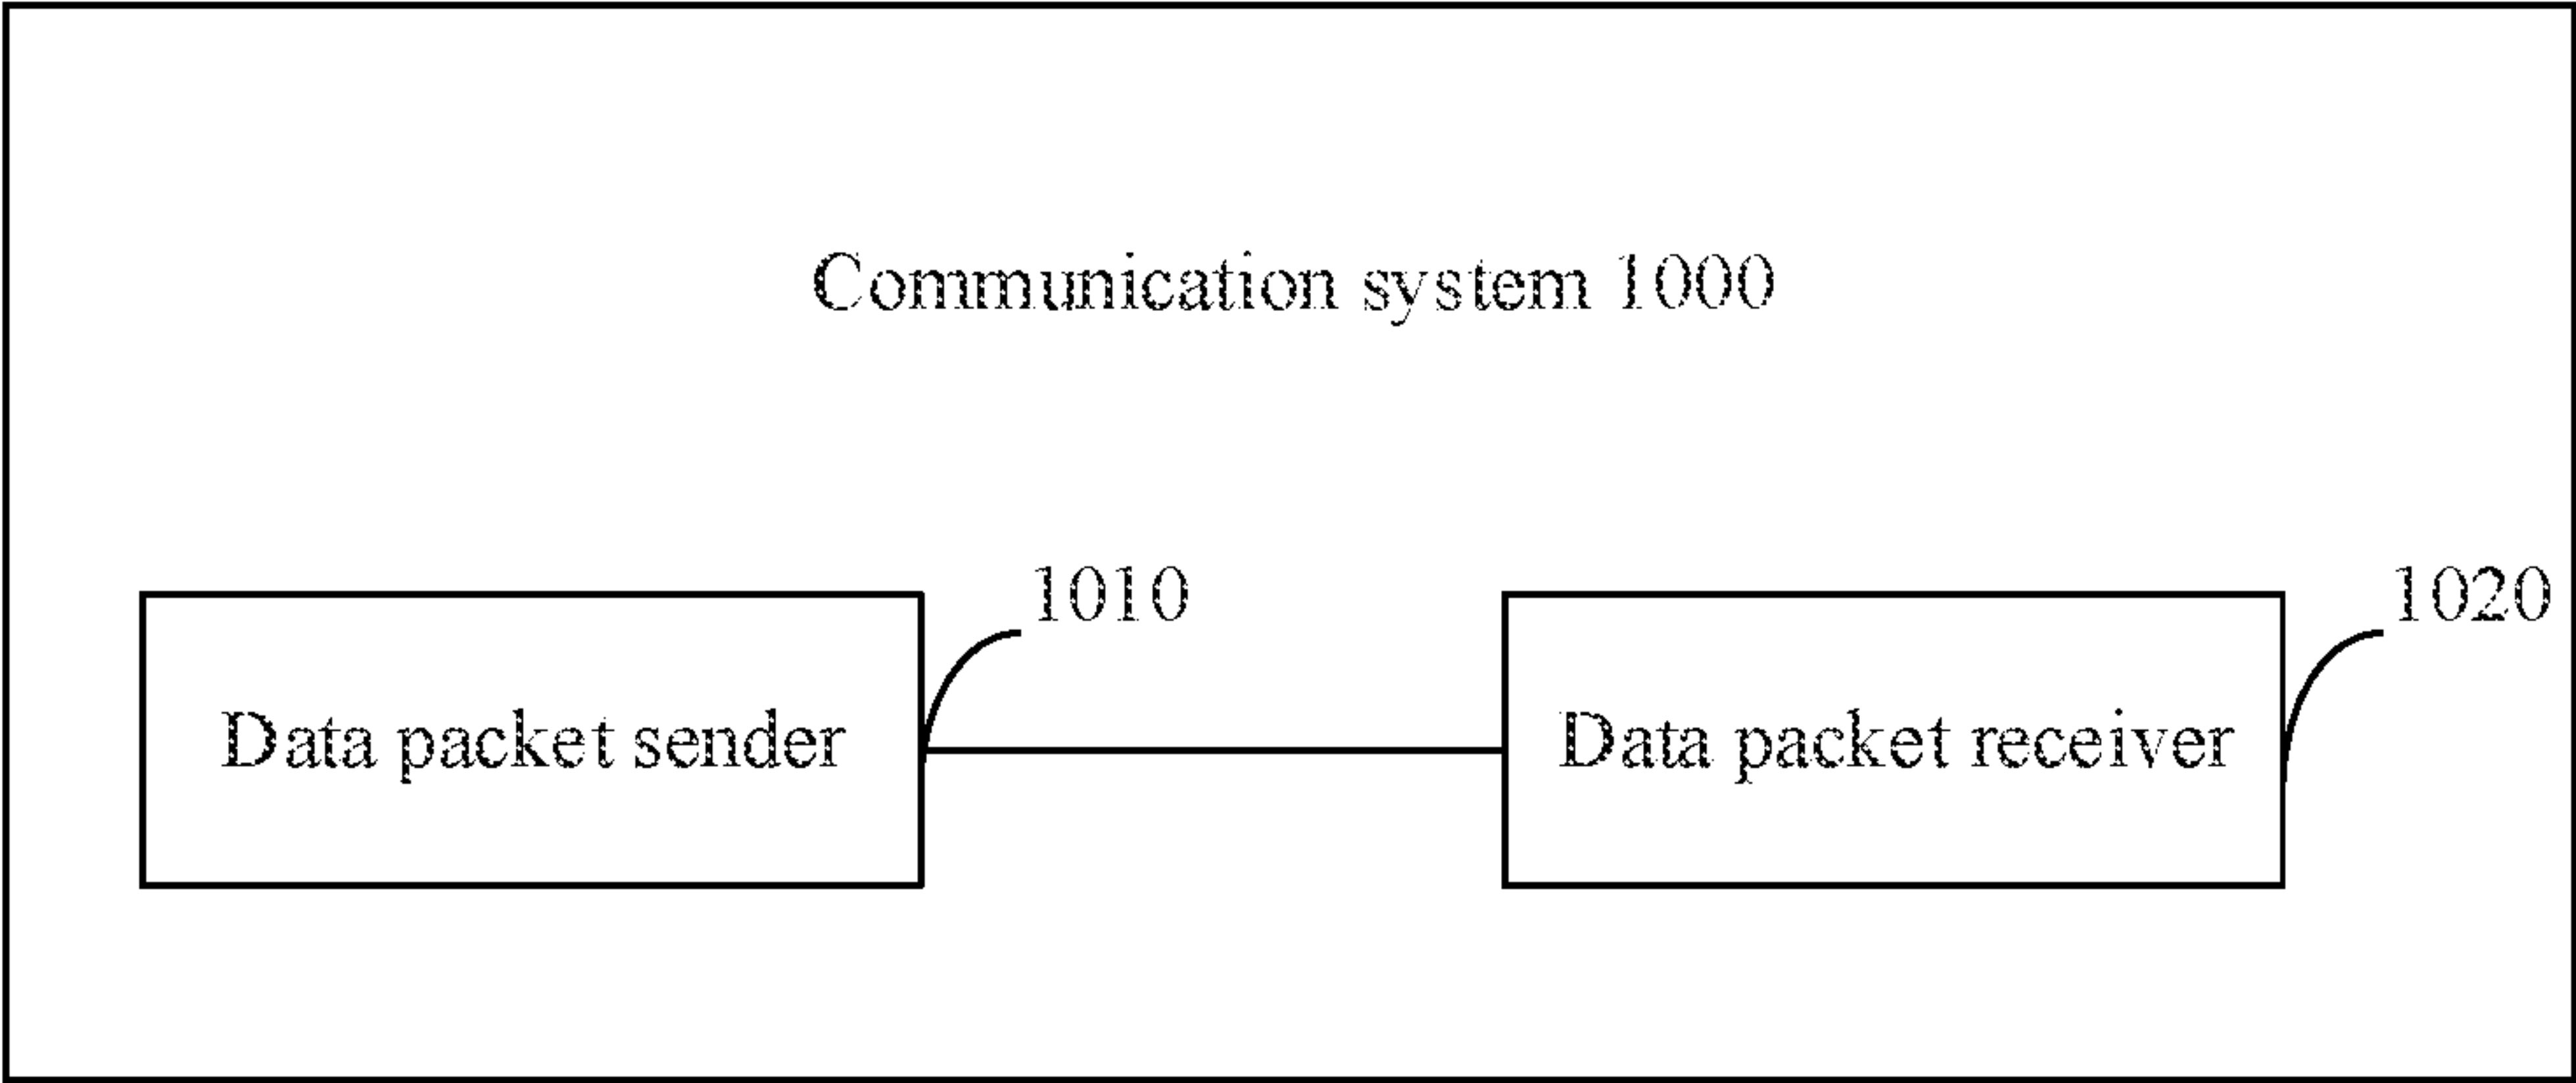 Communication system 1000
1010
1020
Data packet sender
Data packet receiver